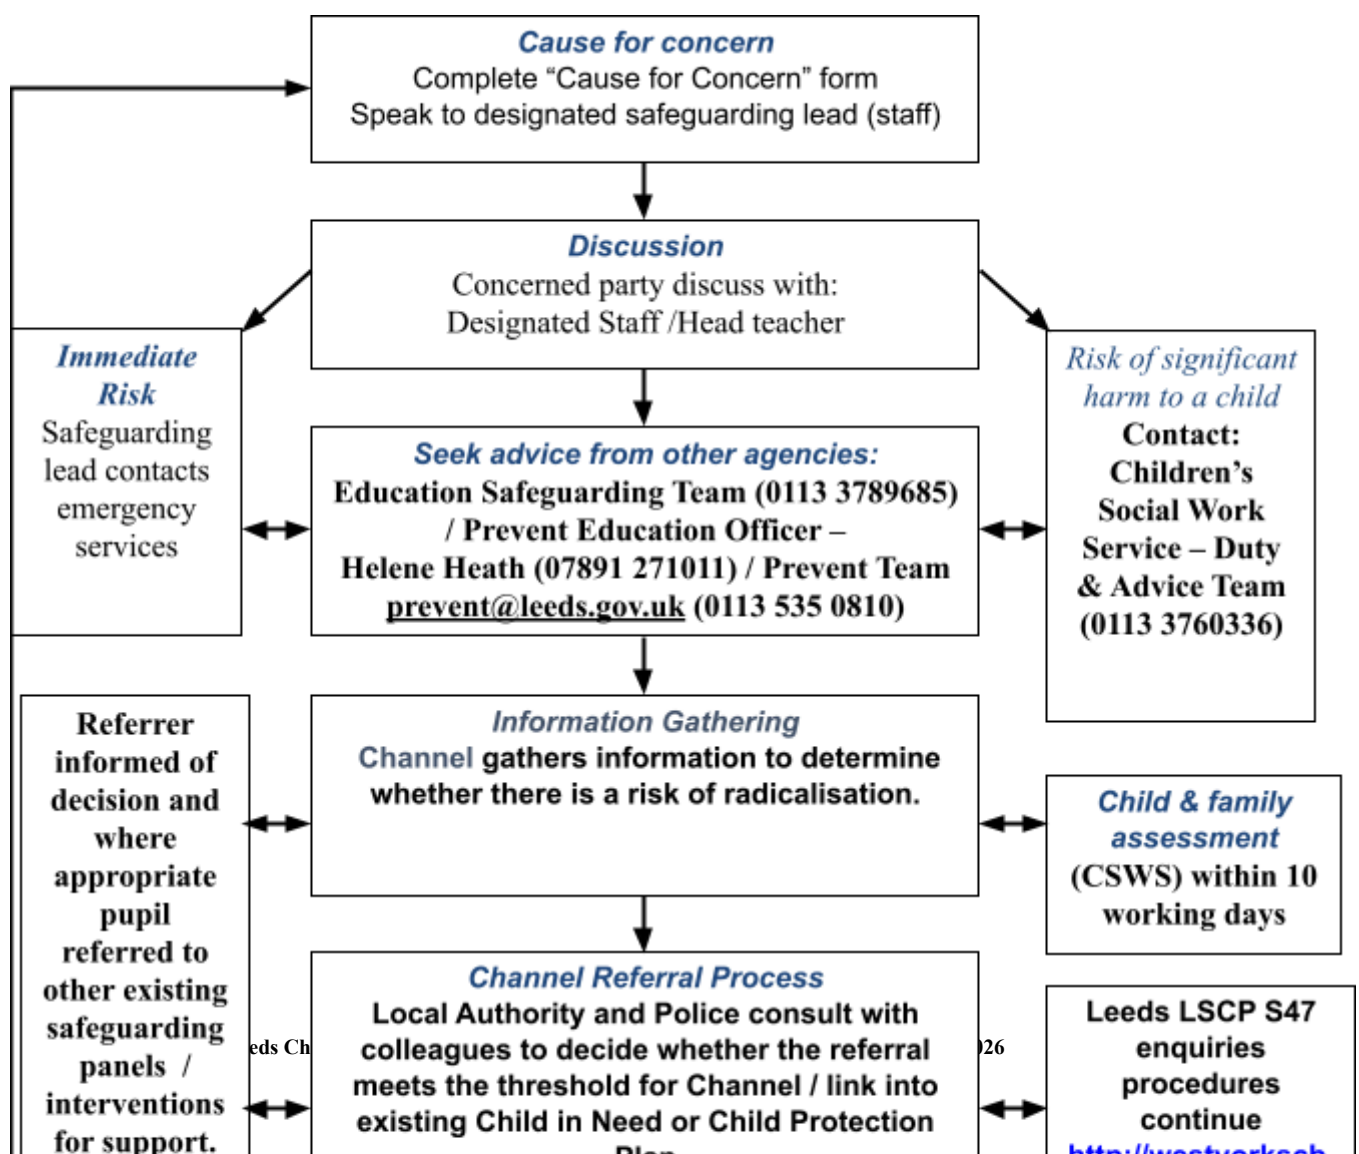 Cause for concern
Complete “Cause for Concern” form
Speak to designated safeguarding lead (staff)
Discussion
Concerned party discuss with:
Designated Staff /Head teacher
Immediate
Risk
Safeguarding
lead contacts
emergency
services
Seek advice from other agencies:
Education Safeguarding Team (0113 3789685)
/ Prevent Education Officer –
Helene Heath (07891 271011) / Prevent Team
prevent@leeds.gov.uk (0113 535 0810)
Risk of significant
harm to a child
Contact:
Children’s
Social Work
Service – Duty
& Advice Team
(0113 3760336)
Referrer
informed of
decision and
where
appropriate
pupil
referred to
other existing
safeguarding
panels /
interventions
for support.
Information Gathering
Channel gathers information to determine
whether there is a risk of radicalisation.
Child & family
assessment
(CSWS) within 10
working days
Channel Referral Process
Local Authority and Police consult with
colleagues to decide whether the referral
meets the threshold for Channel / link into
existing Child in Need or Child Protection
Plan
Leeds LSCP S47
enquiries
procedures
continue